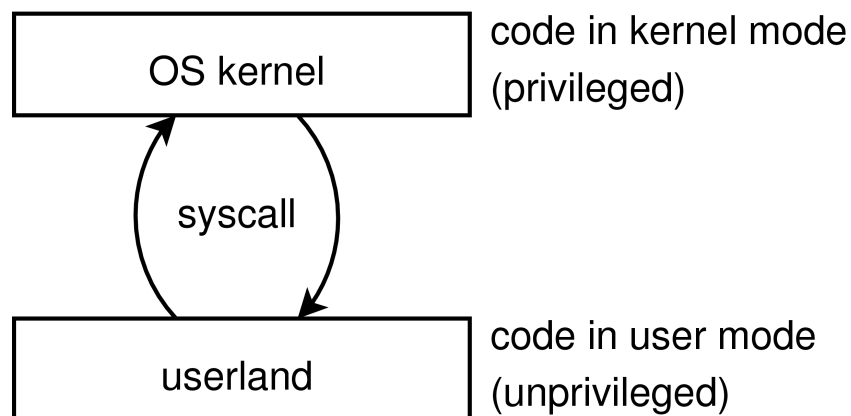 OS kernel
code in kernel mode
(privileged)
syscall
userland
code in user mode
(unprivileged)